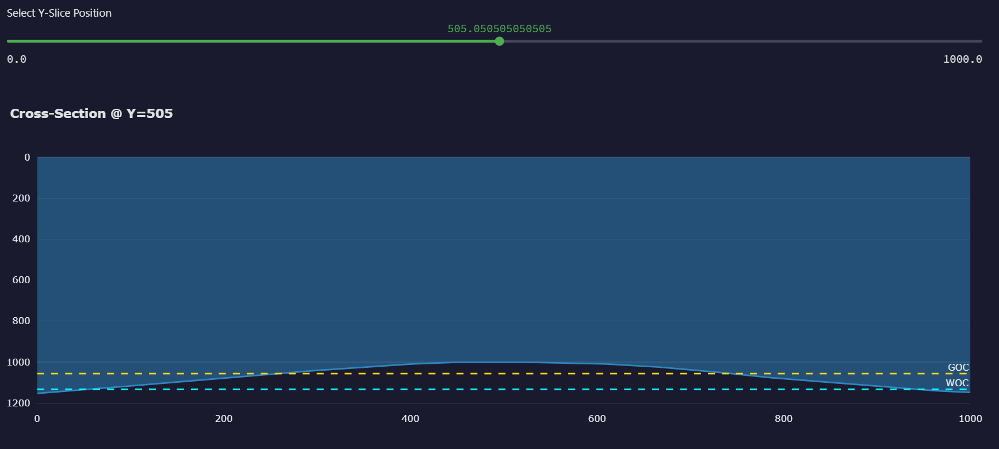 Select Y-Slice Position
505.050505050505
0.0 1000.0
Cross-Section @ Y=505
0
200
400
600
800
1000
GOC
WOC
1200
0 200 400 600 800 1000